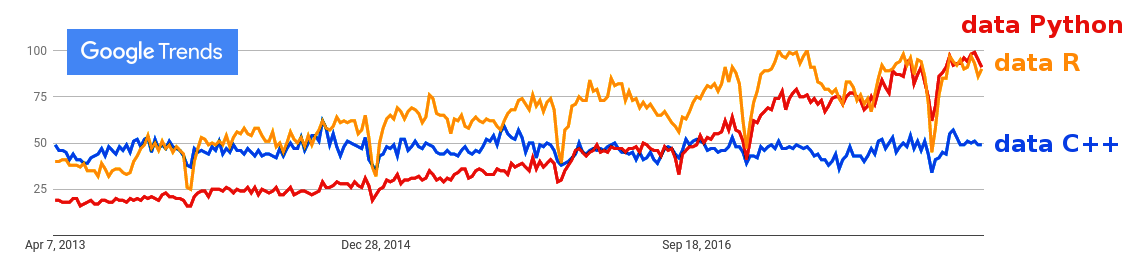 data Python
Google Trends
100
data R
75
50
data C++
25
Apr 7, 2013
Dec 28, 2014
Sep 18, 2016